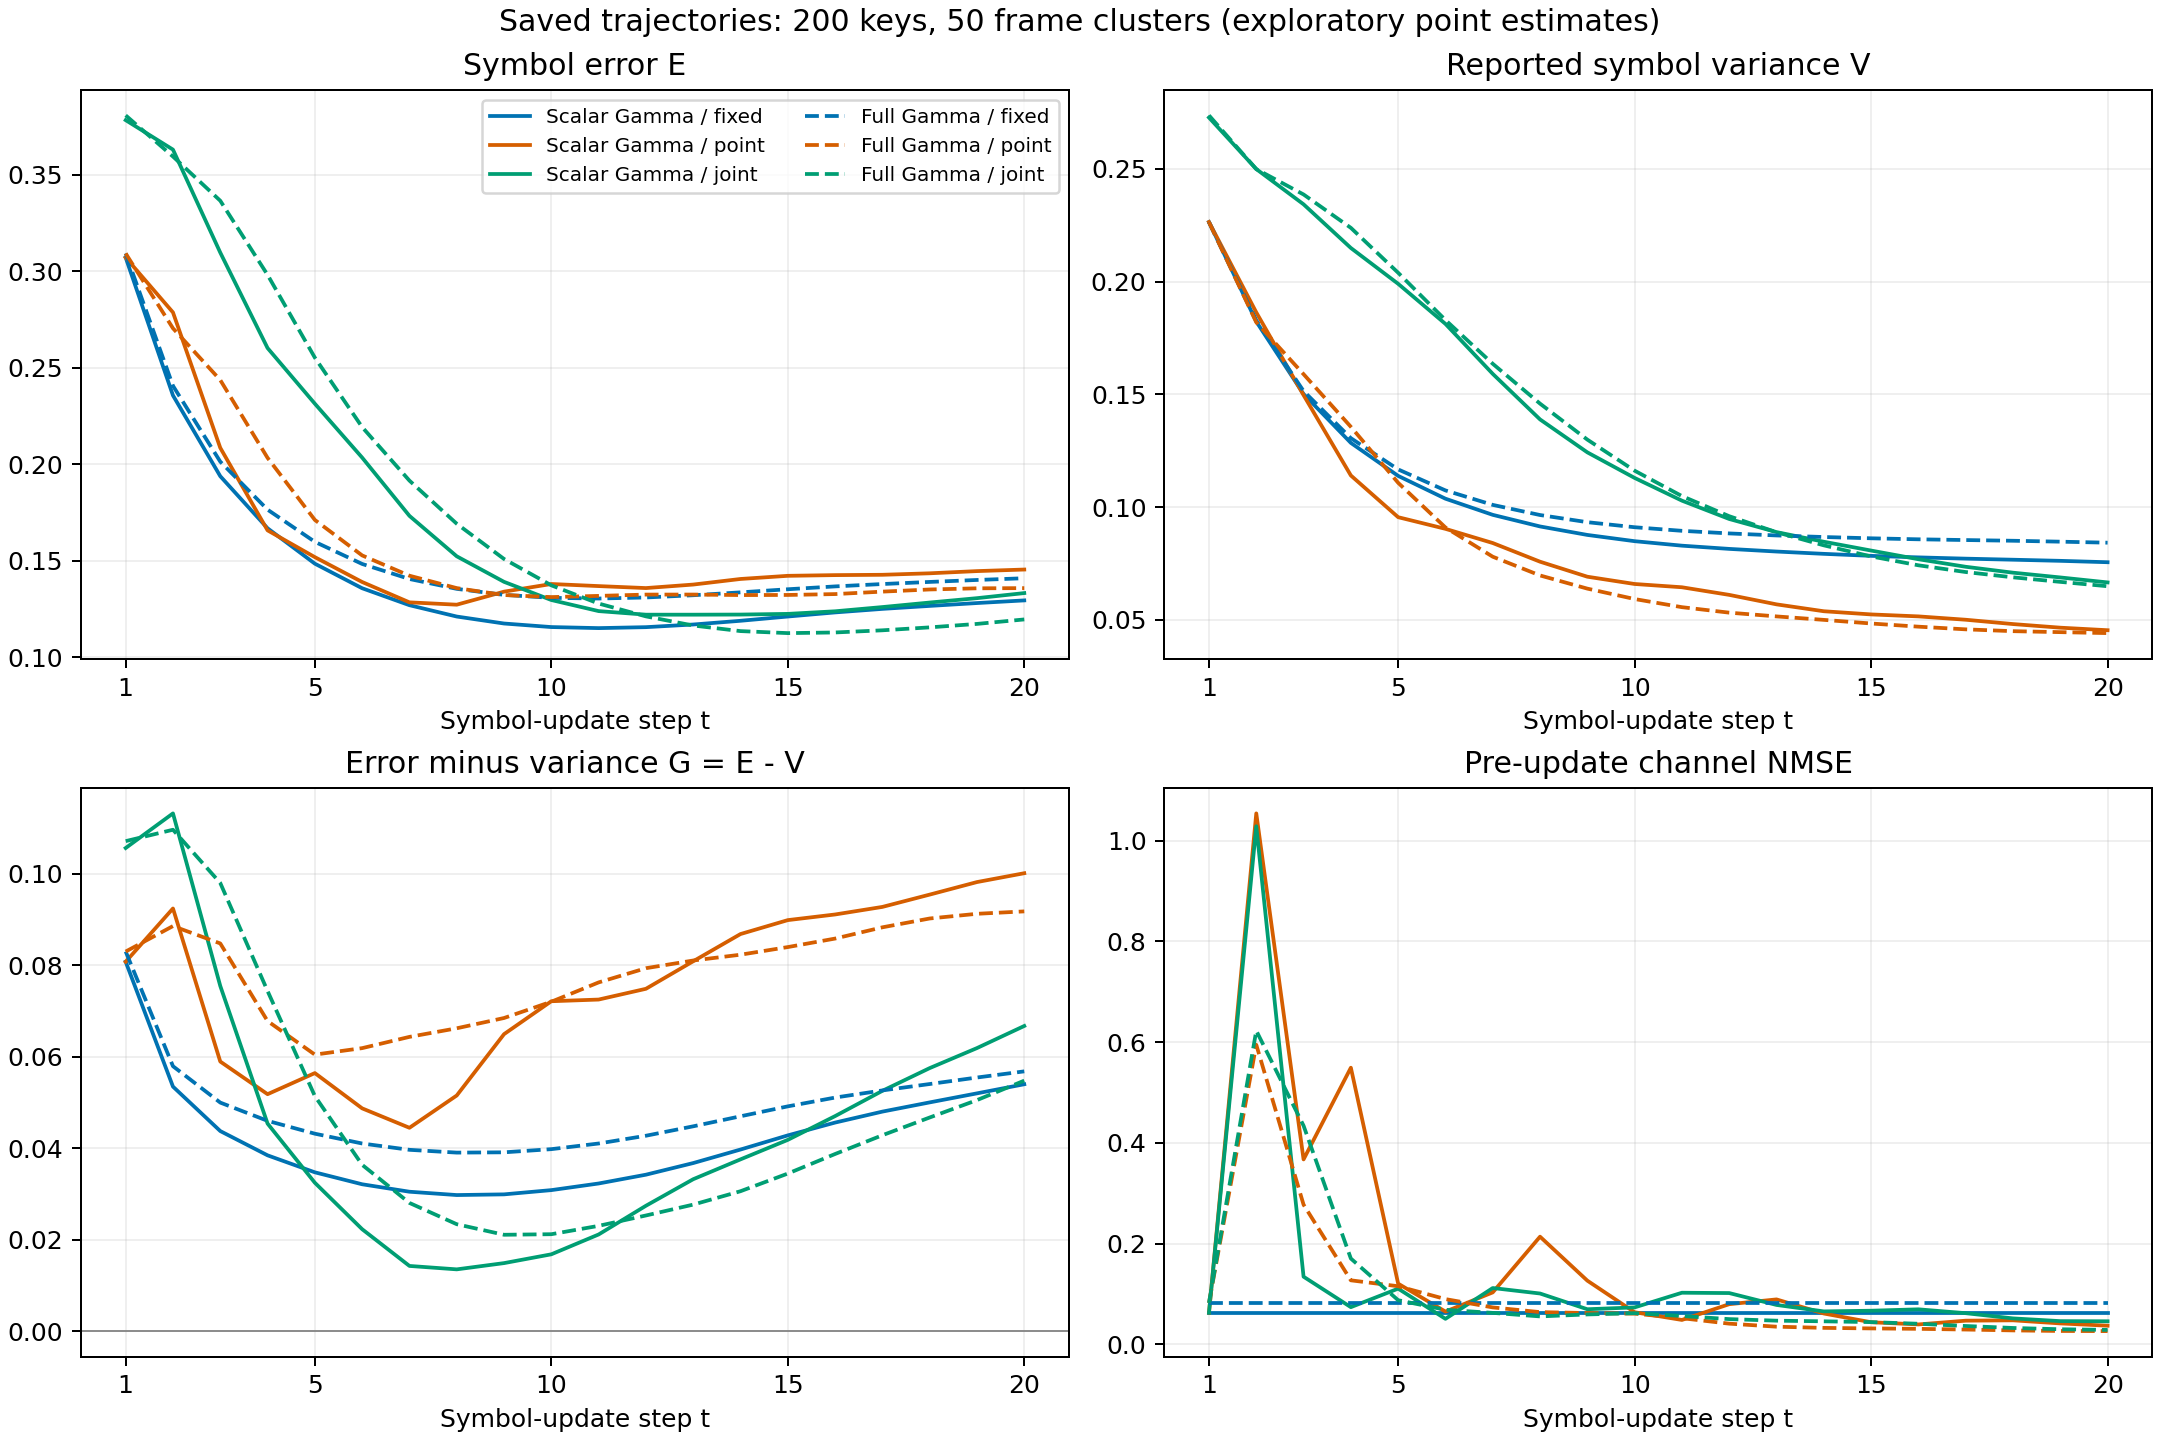 Saved trajectories: 200 keys, 50 frame clusters (exploratory point estimates)
Symbol error E
Scalar Gamma / fixed
Scalar Gamma / point
Scalar Gamma / joint
Full Gamma / fixed
Full Gamma / point
Full Gamma / joint
0.35
0.30
0.25
0.20
0.15
0.10
1 5 10 15 20
Symbol-update step t
Reported symbol variance V
0.25
0.20
0.15
0.10
0.05
1 5 10 15 20
Symbol-update step t
Error minus variance G = E - V
0.10
0.08
0.06
0.04
0.02
0.00
1 5 10 15 20
Symbol-update step t
Pre-update channel NMSE
1.0
0.8
0.6
0.4
0.2
0.0
1 5 10 15 20
Symbol-update step t